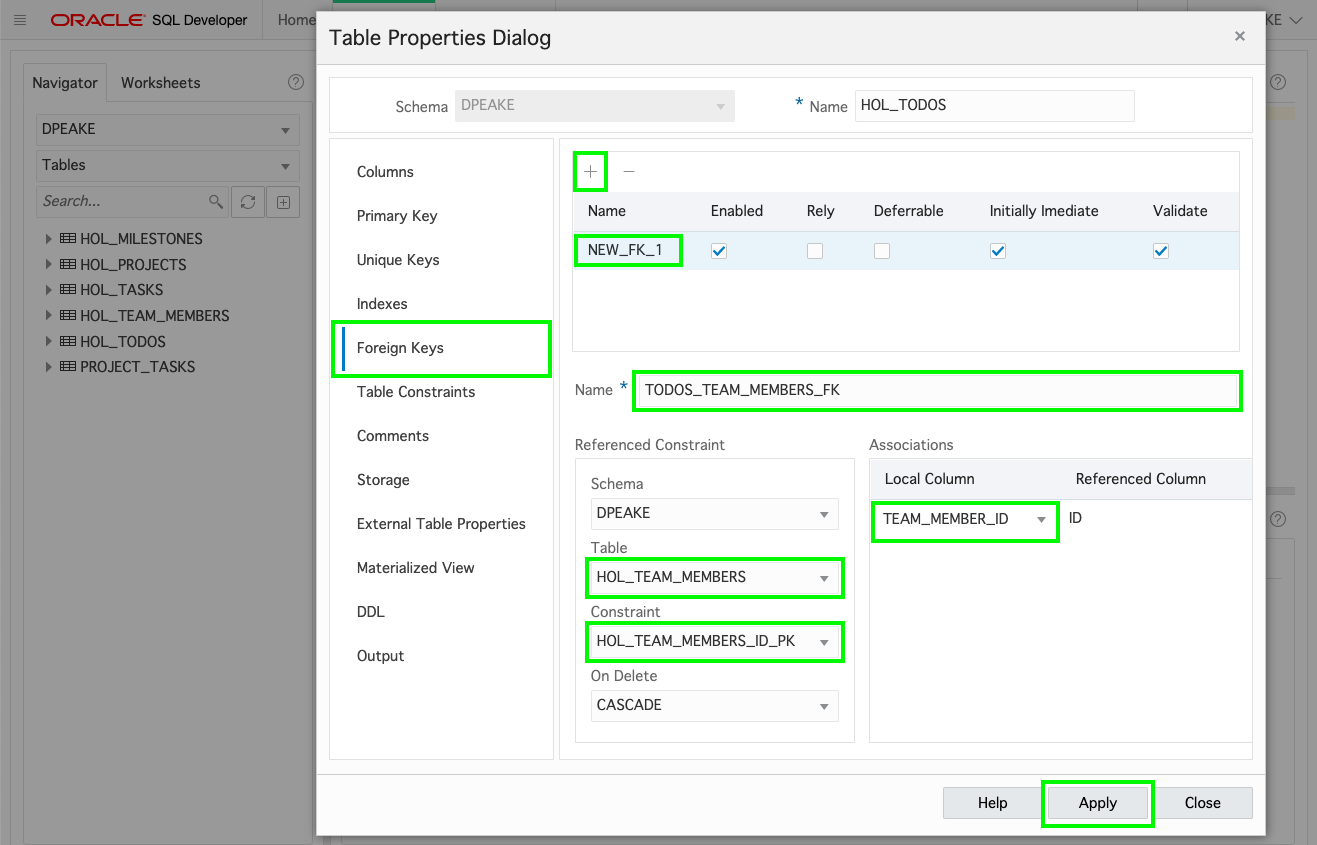 ORACLE SQL Developer
Home
KE
Table Properties Dialog
Navigator
Worksheets
Schema
DPEAKE
* Name
HOL_TODOS
DPEAKE
Tables
Search...
HOL_MILESTONES
HOL_PROJECTS
HOL_TASKS
HOL_TEAM_MEMBERS
HOL_TODOS
PROJECT_TASKS
Columns
Primary Key
Unique Keys
Indexes
Foreign Keys
Table Constraints
Comments
Storage
External Table Properties
Materialized View
DDL
Output
Name Enabled Rely Deferrable Initially Imediate Validate
NEW_FK_1
Name * TODOS_TEAM_MEMBERS_FK
Referenced Constraint
Schema
DPEAKE
Table
HOL_TEAM_MEMBERS
Constraint
HOL_TEAM_MEMBERS_ID_PK
On Delete
CASCADE
Associations
Local Column Referenced Column
TEAM_MEMBER_ID ID
Help Apply Close